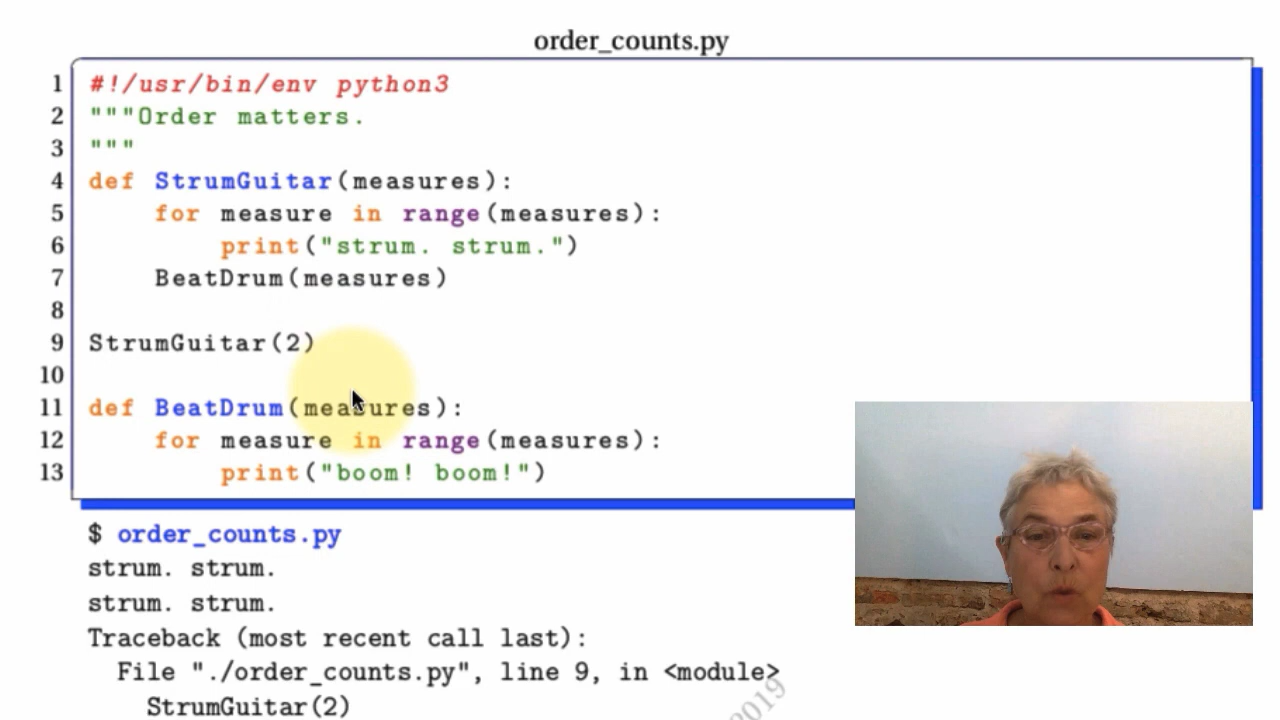 order_counts.py
1 #!/usr/bin/env python3
2 """Order matters.
3 """
4 def StrumGuitar(measures):
5     for measure in range(measures):
6         print("strum. strum.")
7     BeatDrum(measures)
8
9 StrumGuitar(2)
10
11 def BeatDrum(measures):
12     for measure in range(measures):
13         print("boom! boom!")
$ order_counts.py
strum. strum.
strum. strum.
Traceback (most recent call last):
  File "./order_counts.py", line 9, in <module>
    StrumGuitar(2)
2019